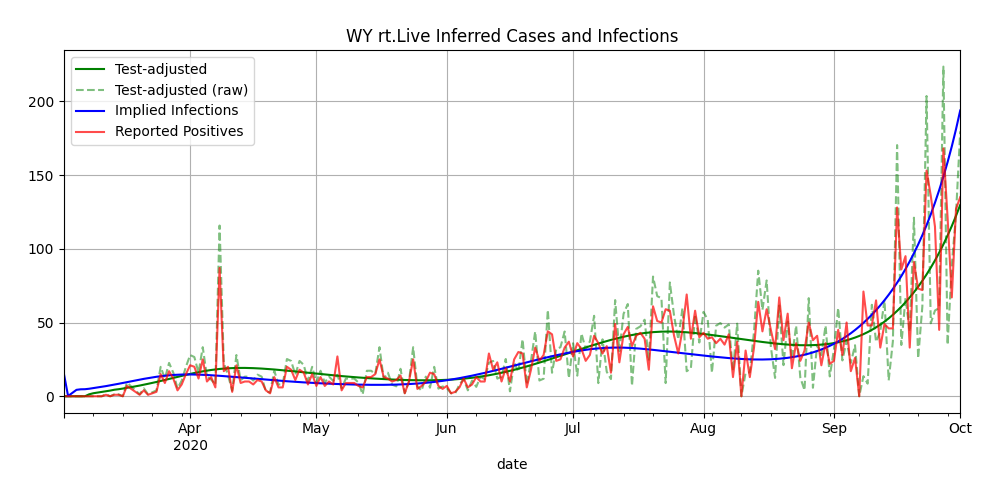 WY rt.Live Inferred Cases and Infections
Test-adjusted
Test-adjusted (raw)
Implied Infections
Reported Positives
200
150
100
50
0
Apr
2020
May
Jun
Jul
Aug
Sep
Oct
date